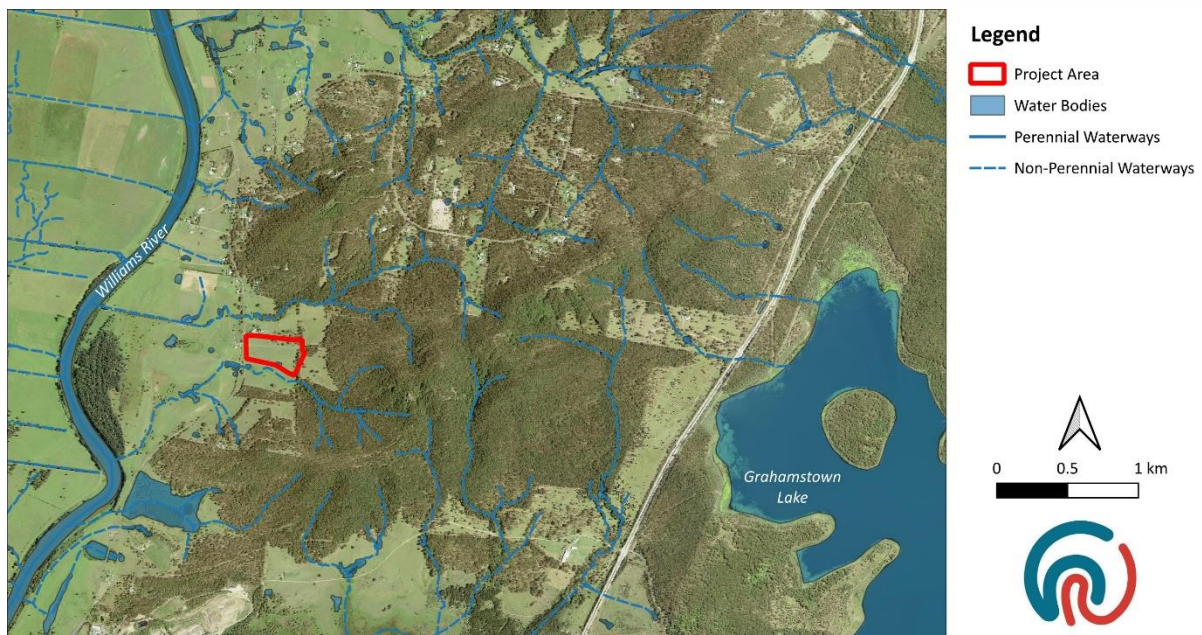 Legend
Project Area
Water Bodies
Perennial Waterways
Non-Perennial Waterways
Williams River
Grahamstown
Lake
0 0.5 1 km